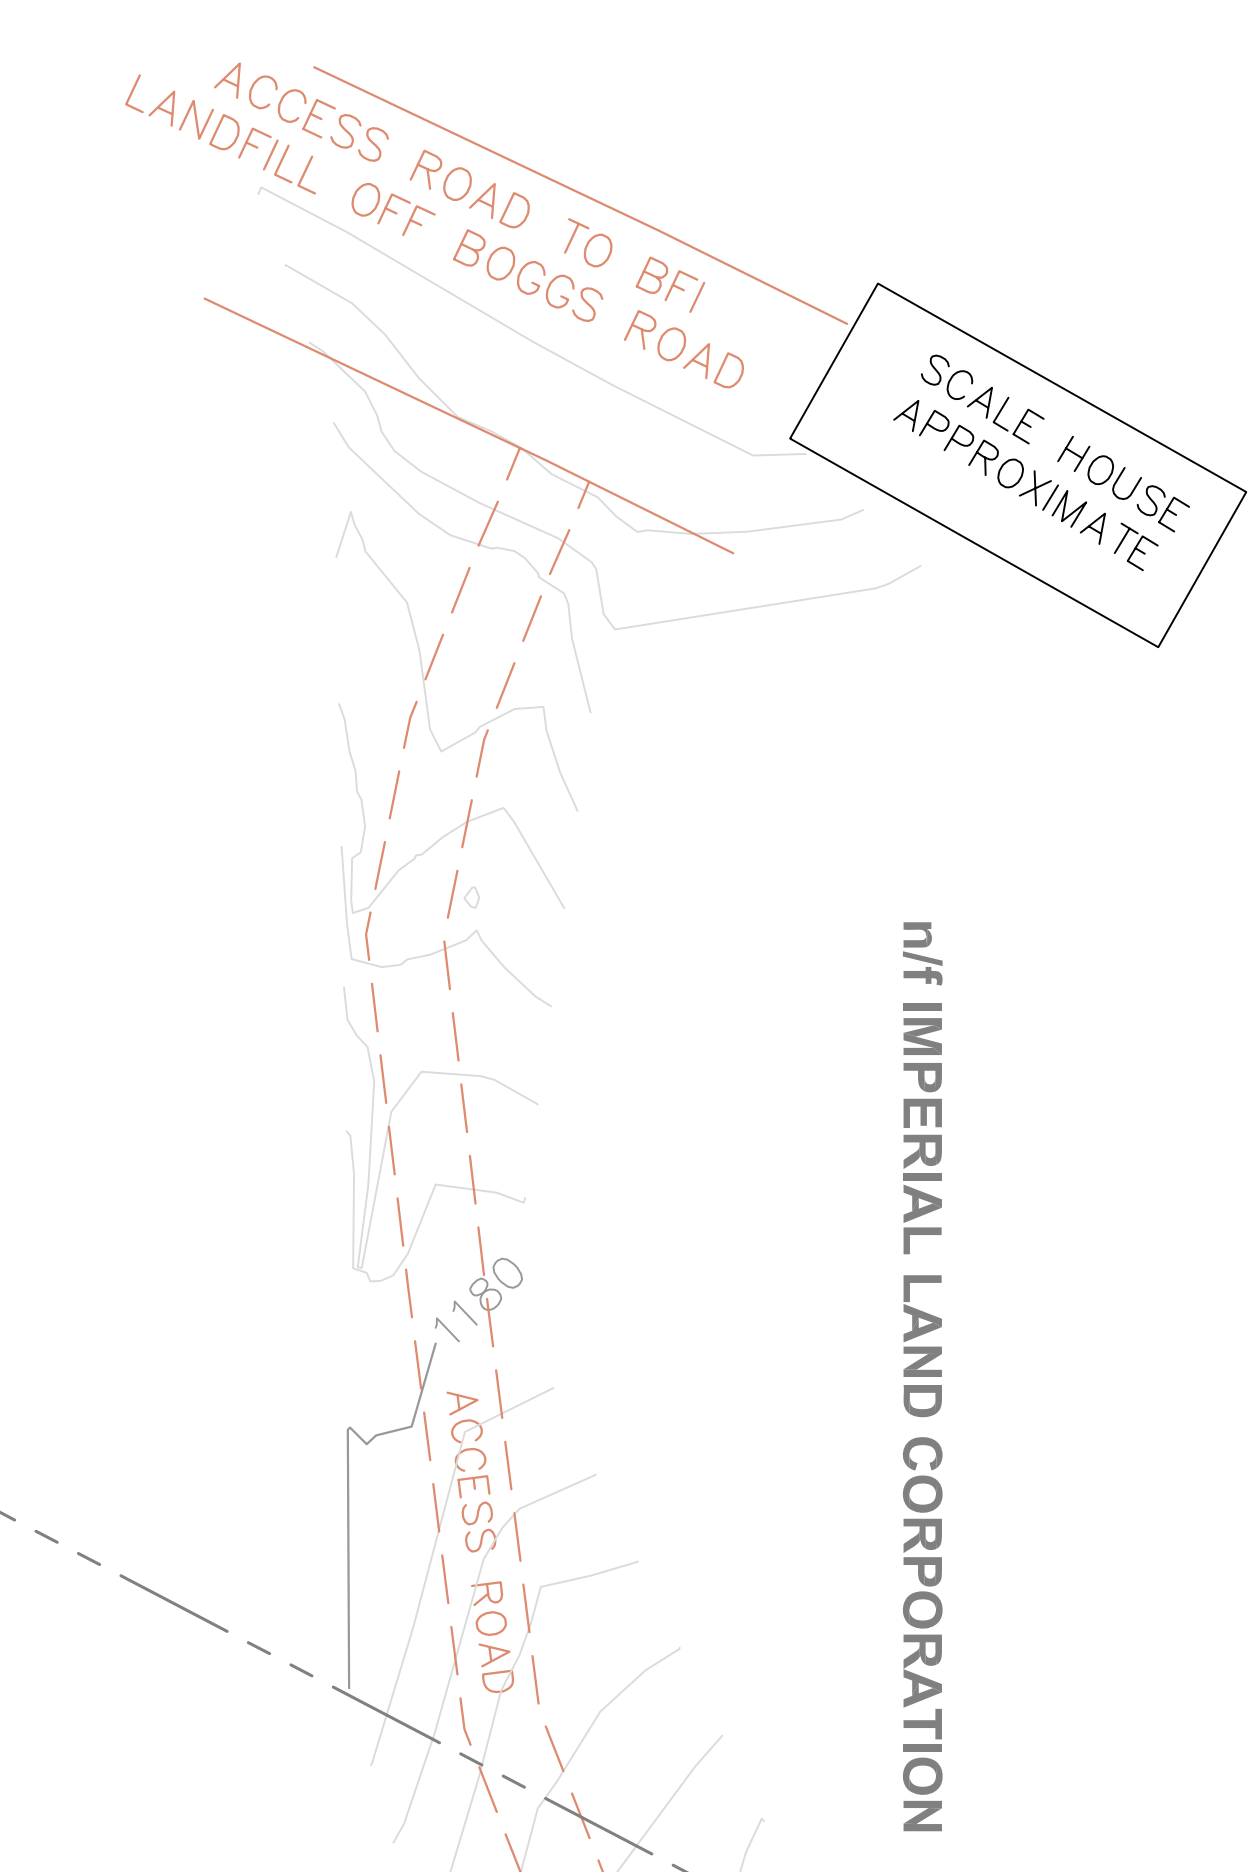 ACCESS ROAD TO BFI
LANDFILL OFF BOGGS ROAD
SCALE HOUSE
APPROXIMATE
n/f IMPERIAL LAND CORPORATION
1180
ACCESS ROAD